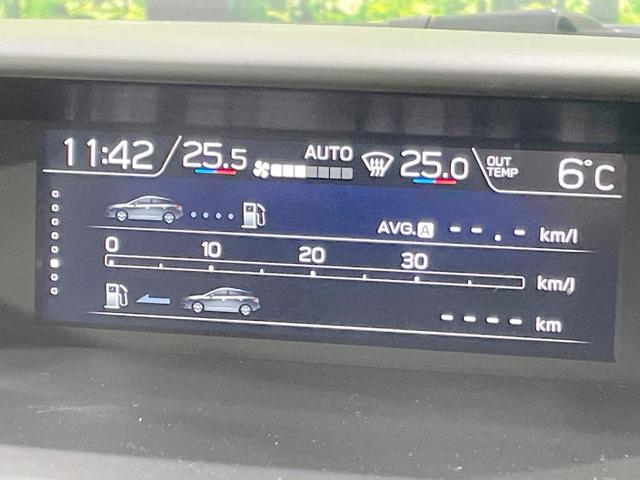 11:42 25.5 AUTO 25.0 OUT TEMP 6°C
AVG. A --.- km/l
0 10 20 30
km/l
---- km